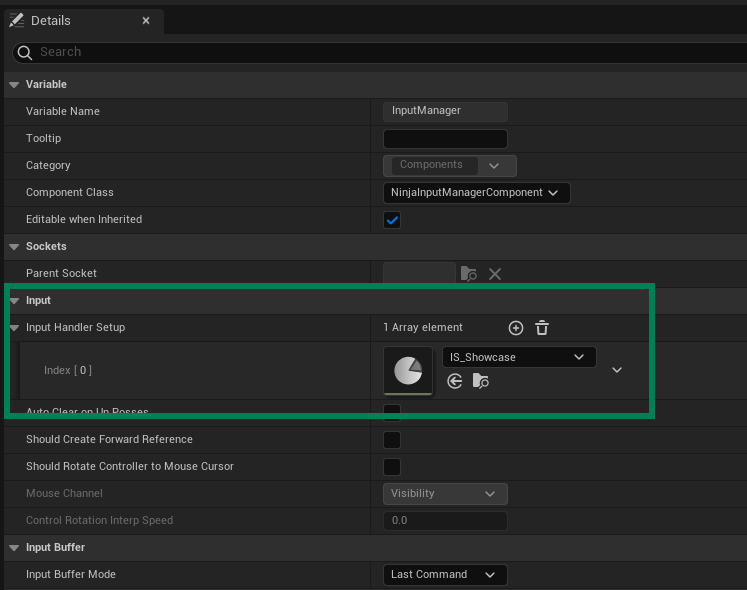 Details
Search
Variable
Variable Name InputManager
Tooltip
Category Components
Component Class NinjaInputManagerComponent
Editable when Inherited
Sockets
Parent Socket
Input
Input Handler Setup 1 Array element
Index [ 0 ] IS_Showcase
Auto Clear on Un Posses
Should Create Forward Reference
Should Rotate Controller to Mouse Cursor
Mouse Channel Visibility
Control Rotation Interp Speed 0.0
Input Buffer
Input Buffer Mode Last Command